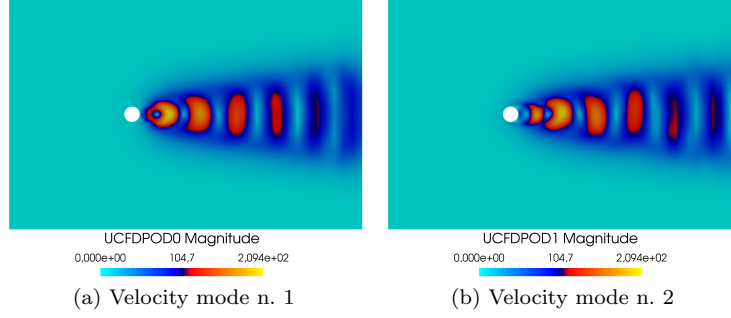 UCFDPOD0 Magnitude
0.000e+00 104,7 2,094e+02
(a) Velocity mode n. 1
UCFDPOD1 Magnitude
0.000e+00 104,7 2,094e+02
(b) Velocity mode n. 2